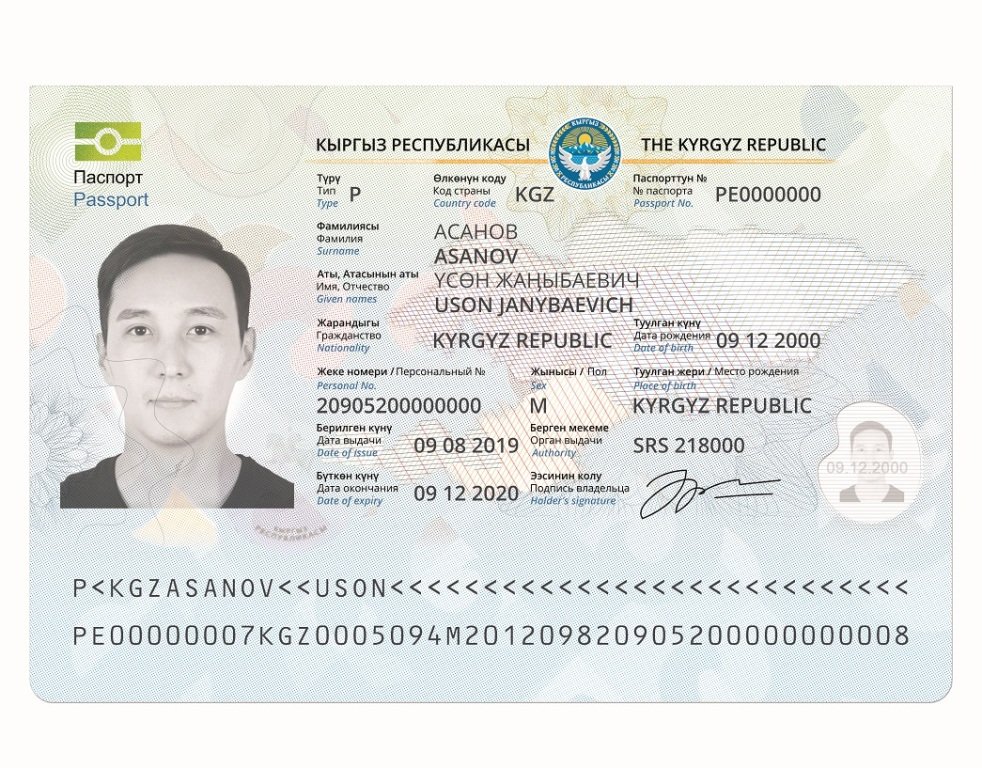 КЫРГЫЗ РЕСПУБЛИКАСЫ THE KYRGYZ REPUBLIC
Паспорт
Passport
Түрү
Тип
Type
P
Өлкөнүн коду
Код страны
Country code
KGZ
Паспорттун №
№ паспорта
Passport No.
PE0000000
Фамилиясы
Фамилия
Surname
АСАНОВ
ASANOV
Аты, Атасынын аты
Имя, Отчество
Given names
ҮСӨН ЖАҢЫБАЕВИЧ
USON JANYBAEVICH
Жарандыгы
Гражданство
Nationality
KYRGYZ REPUBLIC
Туулган күнү
Дата рождения
Date of birth
09 12 2000
Жеке номери / Персональный №
Personal No.
20905200000000
Жынысы / Пол
Sex
M
Туулган жери / Место рождения
Place of birth
KYRGYZ REPUBLIC
Берилген күнү
Дата выдачи
Date of issue
09 08 2019
Берген мекеме
Орган выдачи
Authority
SRS 218000
Бүткөн күнү
Дата окончания
Date of expiry
09 12 2020
Ээсинин колу
Подпись владельца
Holder's signature
09.12.2000
КЫРГЫЗ
РЕСПУБЛИКАСЫ
P<KGZASANOV<<USON<<<<<<<<<<<<<<<<<<<<<<<<<<<
PE00000007KGZ0005094M20120982090520000000008